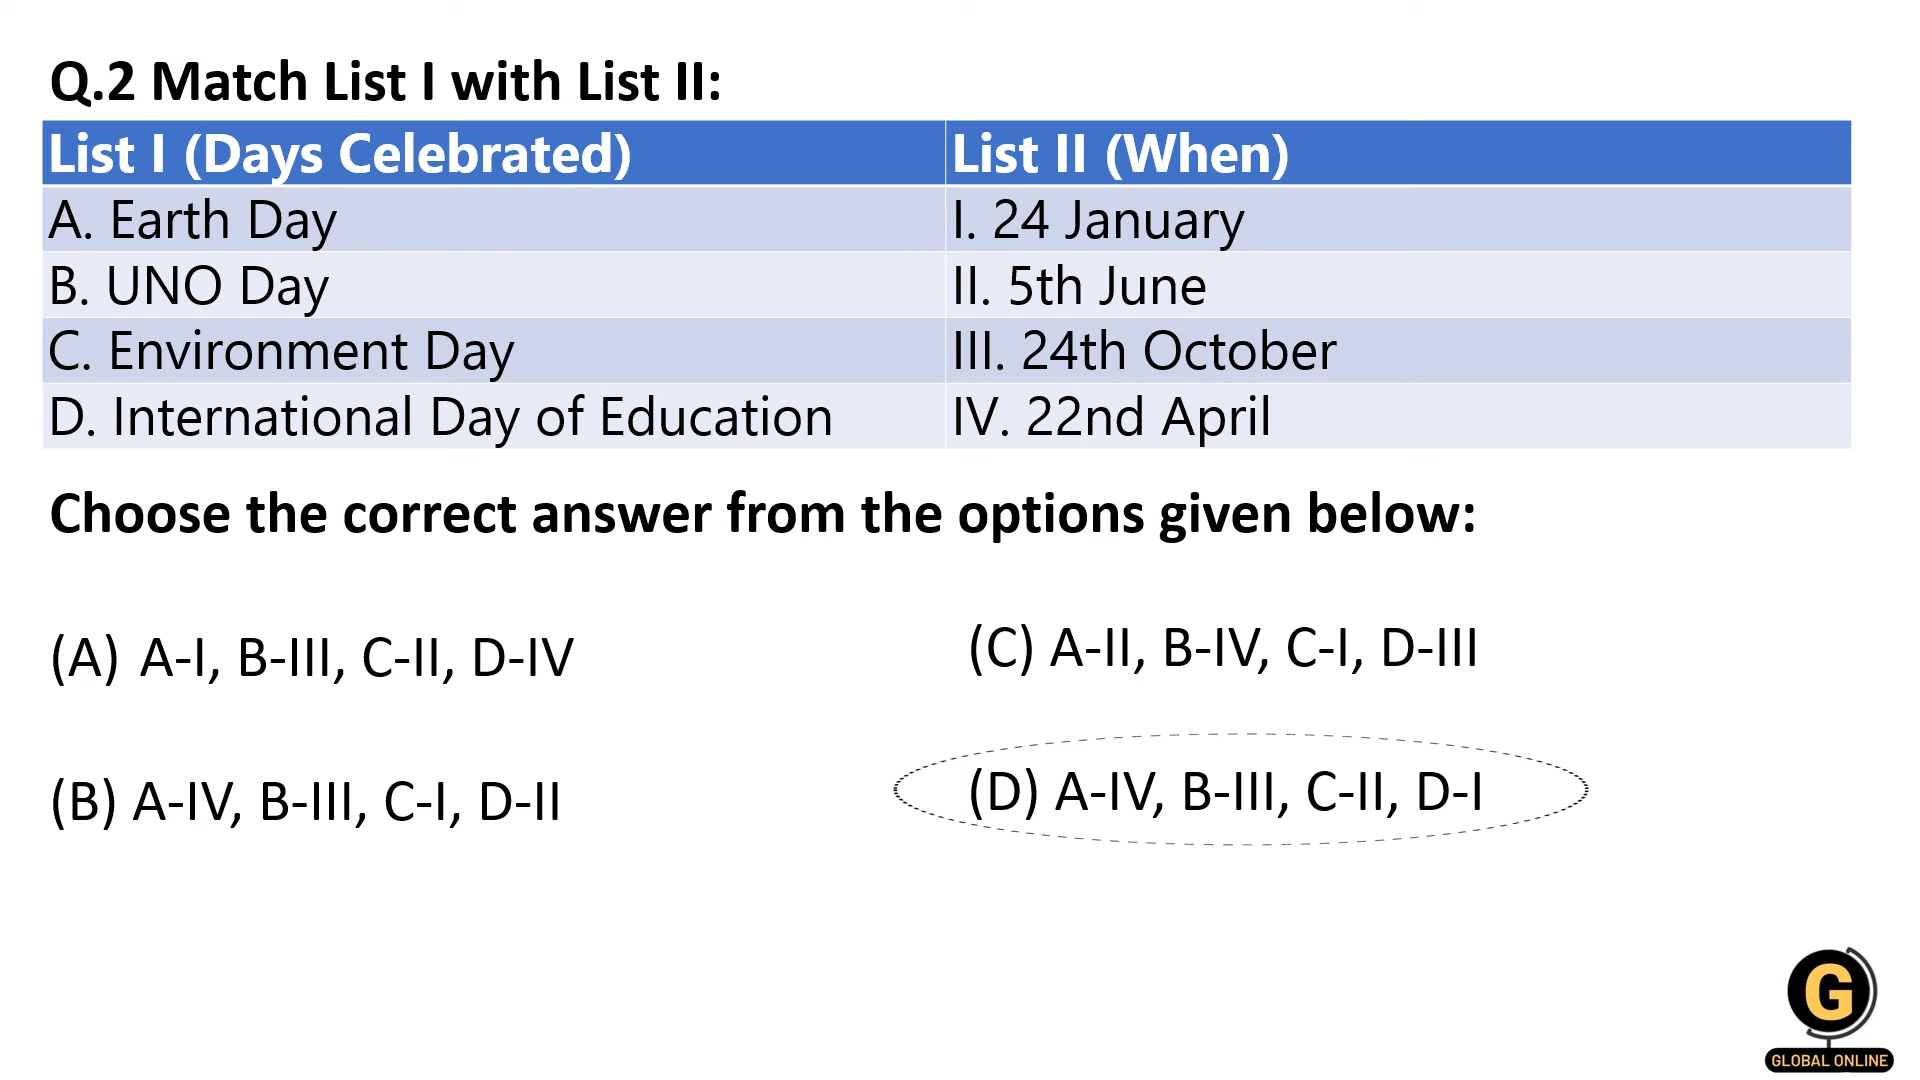 Q.2 Match List I with List II:
List I (Days Celebrated) List II (When)
A. Earth Day I. 24 January
B. UNO Day II. 5th June
C. Environment Day III. 24th October
D. International Day of Education IV. 22nd April
Choose the correct answer from the options given below:
(A) A-I, B-III, C-II, D-IV
(C) A-II, B-IV, C-I, D-III
(B) A-IV, B-III, C-I, D-II
(D) A-IV, B-III, C-II, D-I
G
GLOBAL ONLINE